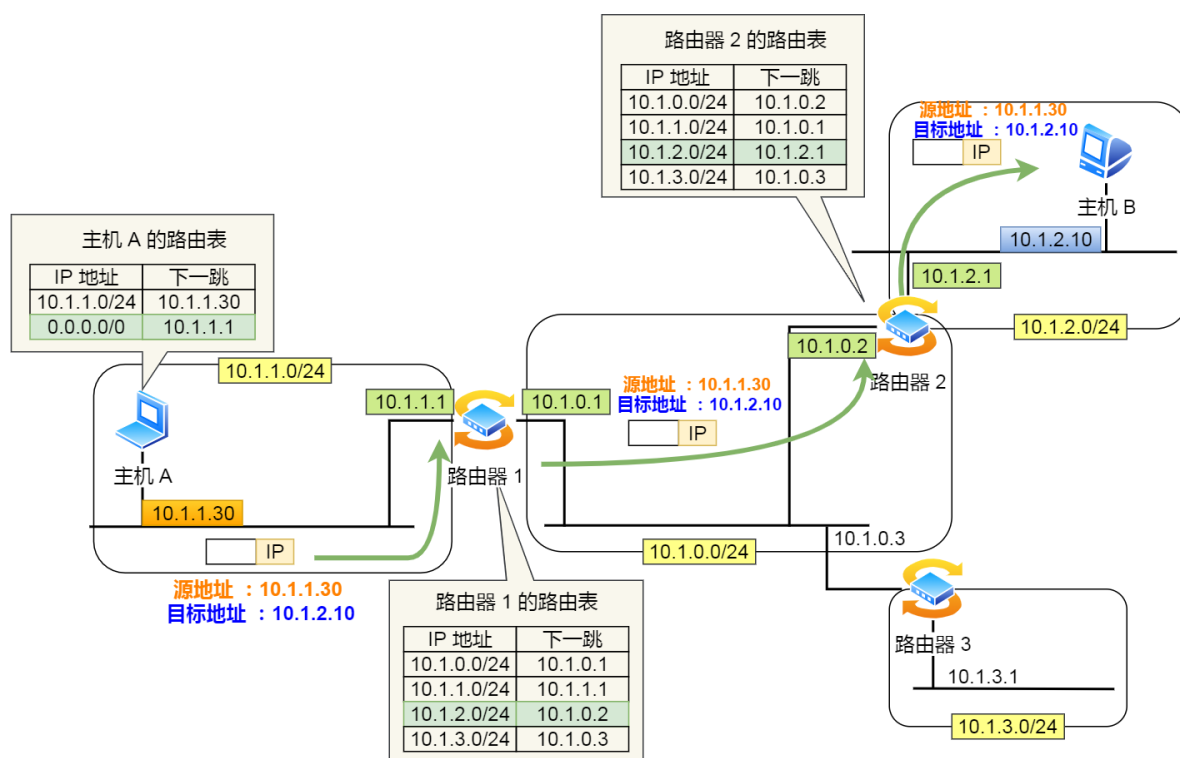 路由器 2 的路由表
IP 地址 下一跳
10.1.0.0/24 10.1.0.2
10.1.1.0/24 10.1.0.1
10.1.2.0/24 10.1.2.1
10.1.3.0/24 10.1.0.3
源地址 ：10.1.1.30
目标地址 ：10.1.2.10
IP
主机 B
10.1.2.10
10.1.2.1
10.1.2.0/24
主机 A 的路由表
IP 地址 下一跳
10.1.1.0/24 10.1.1.30
0.0.0.0/0 10.1.1.1
10.1.1.0/24
主机 A
10.1.1.30
10.1.1.1
路由器 1
10.1.0.1
IP
源地址 ：10.1.1.30
目标地址 ：10.1.2.10
源地址 ：10.1.1.30
目标地址 ：10.1.2.10
IP
10.1.0.2
路由器 2
10.1.0.0/24
10.1.0.3
路由器 1 的路由表
IP 地址 下一跳
10.1.0.0/24 10.1.0.1
10.1.1.0/24 10.1.1.1
10.1.2.0/24 10.1.0.2
10.1.3.0/24 10.1.0.3
路由器 3
10.1.3.1
10.1.3.0/24